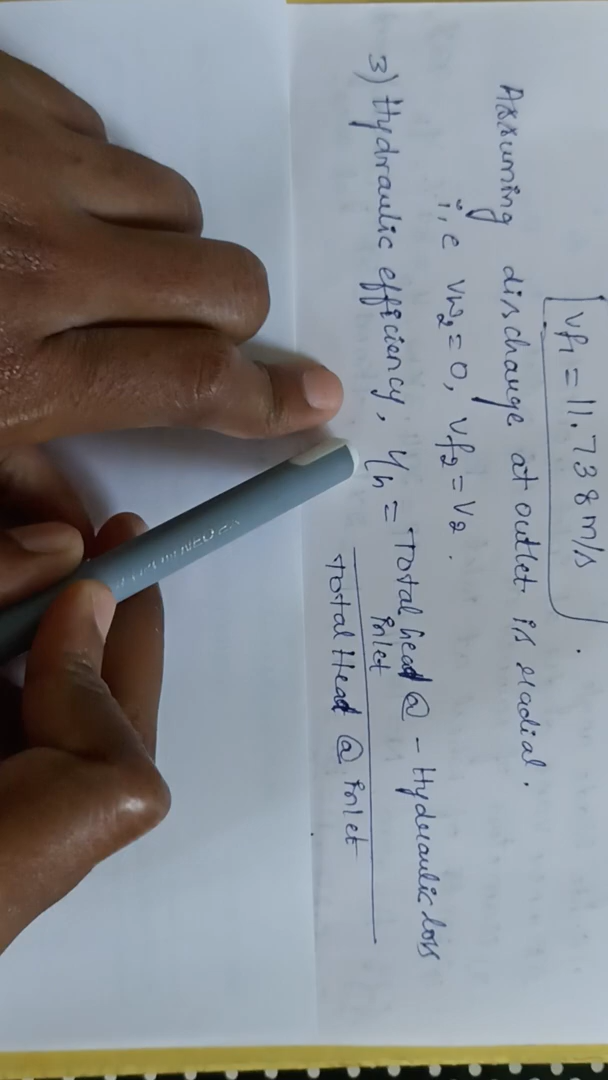 Vf1 = 11.738 m/s.
Assuming discharge at outlet is radial.
i,e Vw2 = 0, Vf2 = V2.
3) Hydraulic efficiency, ηh = Total head @ inlet - Hydraulic loss
Total Head @ inlet